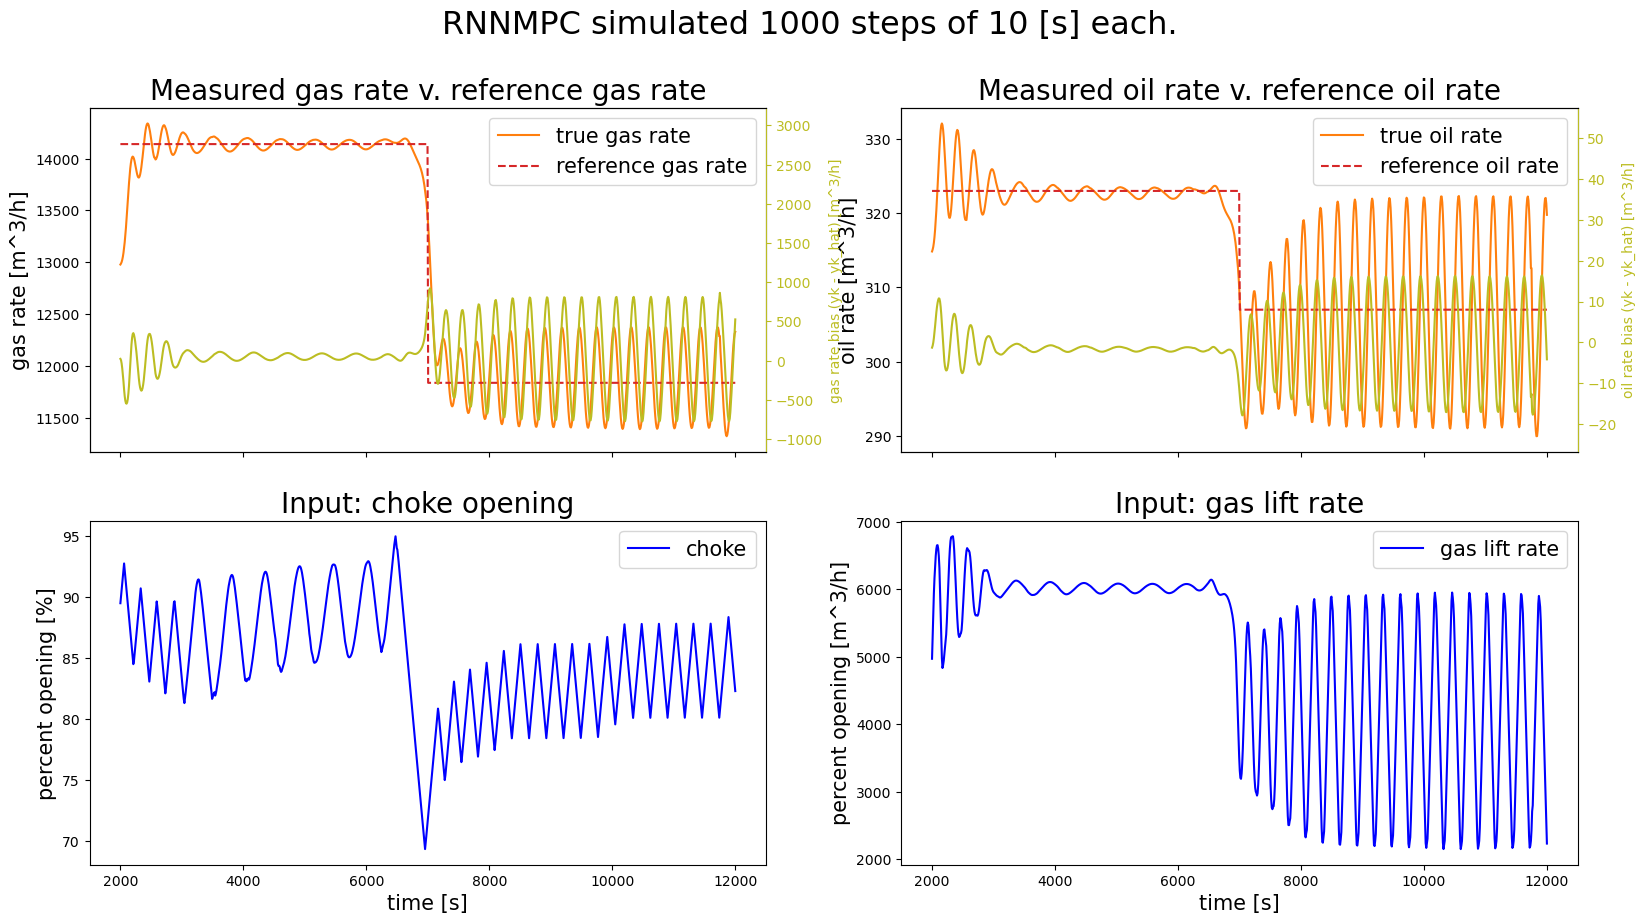 RNNMPC simulated 1000 steps of 10 [s] each.
Measured gas rate v. reference gas rate
true gas rate
reference gas rate
gas rate [m^3/h]
14000
13500
13000
12500
12000
11500
3000
2500
2000
1500
1000
500
0
−500
−1000
gas rate bias (yk - yk_hat) [m^3/h]
Measured oil rate v. reference oil rate
true oil rate
reference oil rate
oil rate [m^3/h]
330
320
310
300
290
50
40
30
20
10
0
−10
−20
oil rate bias (yk - yk_hat) [m^3/h]
Input: choke opening
choke
percent opening [%]
95
90
85
80
75
70
2000 4000 6000 8000 10000 12000
time [s]
Input: gas lift rate
gas lift rate
percent opening [m^3/h]
7000
6000
5000
4000
3000
2000
2000 4000 6000 8000 10000 12000
time [s]